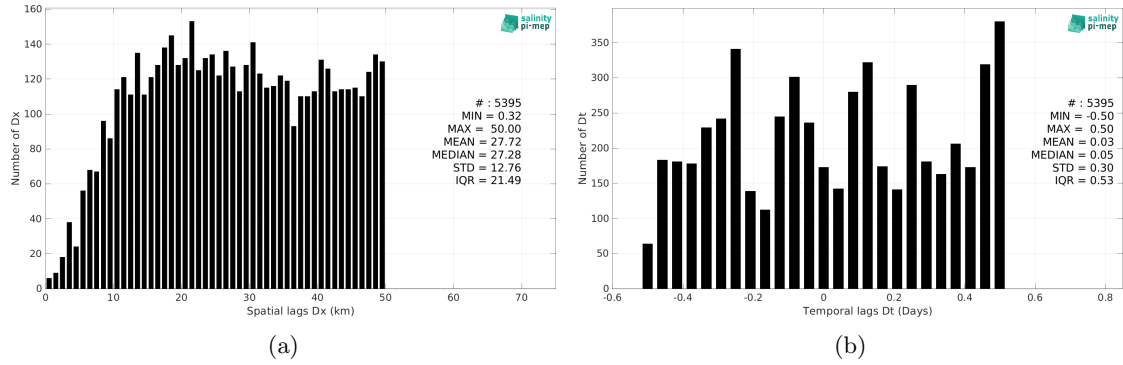 160
140
120
100
80
60
40
20
0
0
10
20
30
40
50
60
70
Number of Dx
Spatial lags Dx (km)
salinity
pi-mep
# : 5395
MIN = 0.32
MAX = 50.00
MEAN = 27.72
MEDIAN = 27.28
STD = 12.76
IQR = 21.49
(a)
350
300
250
200
150
100
50
0
-0.6
-0.4
-0.2
0
0.2
0.4
0.6
0.8
Number of Dt
Temporal lags Dt (Days)
salinity
pi-mep
# : 5395
MIN = -0.50
MAX = 0.50
MEAN = 0.03
MEDIAN = 0.05
STD = 0.30
IQR = 0.53
(b)